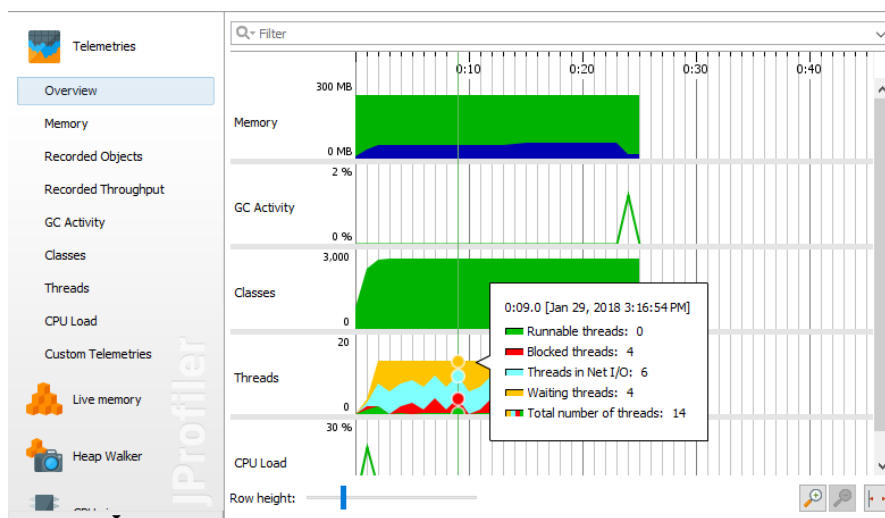 Telemetries
Overview
Memory
Recorded Objects
Recorded Throughput
GC Activity
Classes
Threads
CPU Load
Custom Telemetries
Live memory
Heap Walker
JProfiler
Filter
0:10 0:20 0:30 0:40
300 MB
Memory
0 MB
2 %
GC Activity
0 %
3,000
Classes
0
20
Threads
0
30 %
CPU Load
0:09.0 [Jan 29, 2018 3:16:54 PM]
Runnable threads: 0
Blocked threads: 4
Threads in Net I/O: 6
Waiting threads: 4
Total number of threads: 14
Row height: